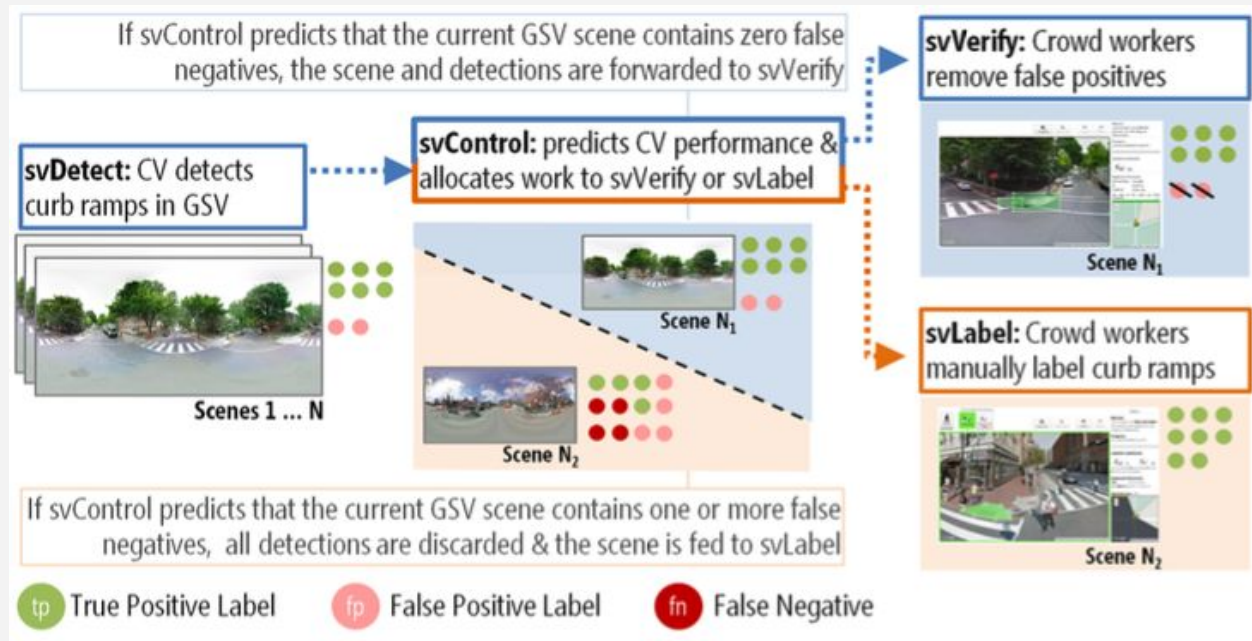 If svControl predicts that the current GSV scene contains zero false
negatives, the scene and detections are forwarded to svVerify
svVerify: Crowd workers
remove false positives
svDetect: CV detects
curb ramps in GSV
svControl: predicts CV performance &
allocates work to svVerify or svLabel
Scene N₁
Scene N₁
svLabel: Crowd workers
manually label curb ramps
Scenes 1 ... N
Scene N₂
Scene N₂
If svControl predicts that the current GSV scene contains one or more false
negatives, all detections are discarded & the scene is fed to svLabel
tp True Positive Label
fp False Positive Label
fn False Negative